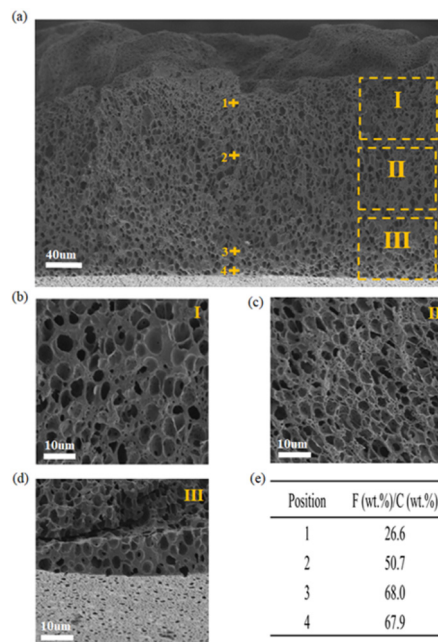 (a)
1
I
2
II
3
III
4
40um
(b)
I
10um
(c)
II
10um
(d)
III
10um
(e)
Position F (wt.%)/C (wt.%)
1 26.6
2 50.7
3 68.0
4 67.9